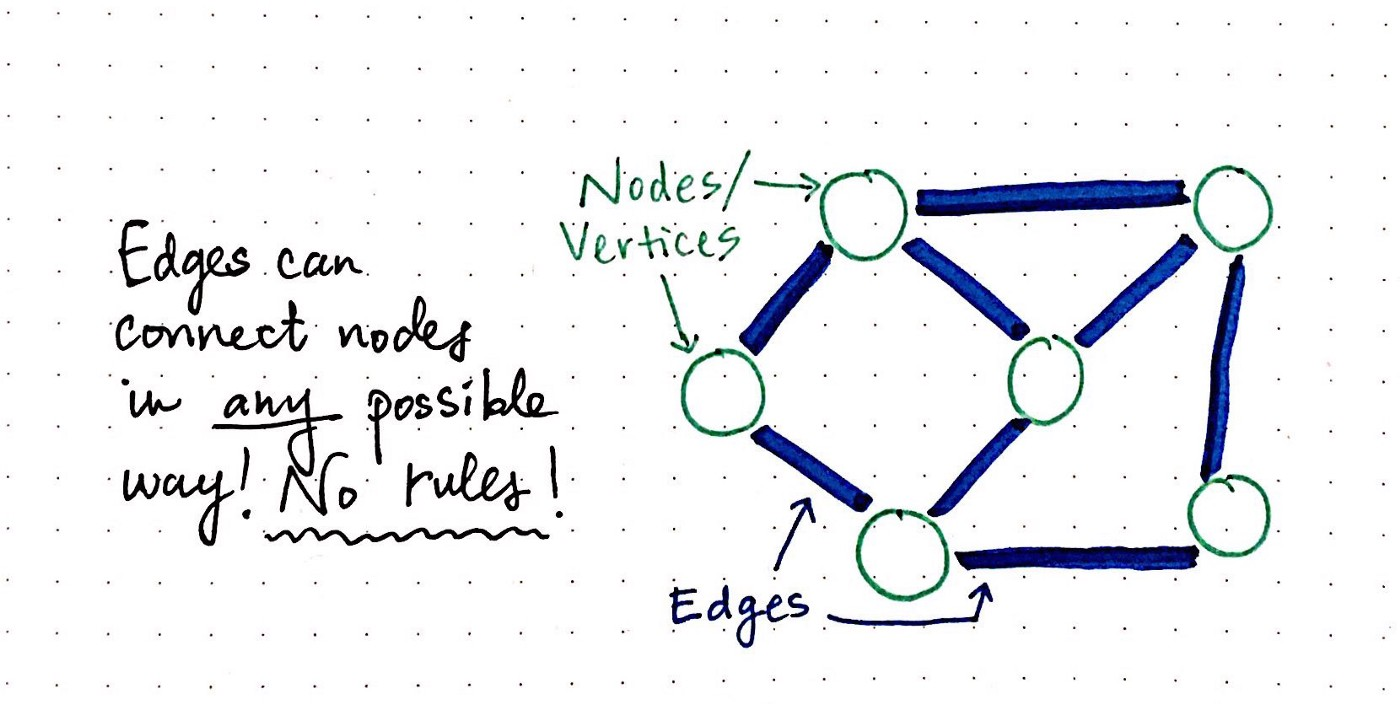 Edges can
connect nodes
in any possible
way! No rules!
Nodes/
Vertices
Edges